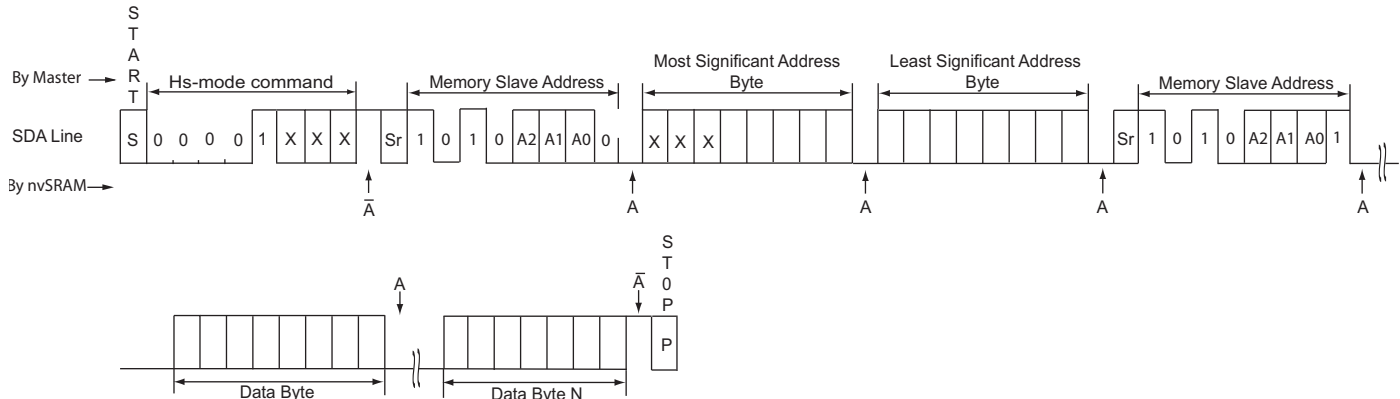 START
By Master
Hs-mode command
Memory Slave Address
Most Significant Address Byte
Least Significant Address Byte
Memory Slave Address
SDA Line
S 0 0 0 0 1 X X X Sr 1 0 1 0 A2 A1 A0 0 X X X Sr 1 0 1 0 A2 A1 A0 1
By nvSRAM
A̅ A A A A
A A̅
ST0P
P
Data Byte
Data Byte N